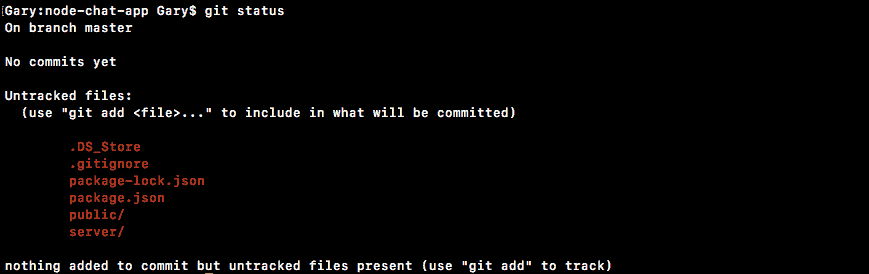 Gary:node-chat-app Gary$ git status
On branch master
No commits yet
Untracked files:
(use "git add <file>..." to include in what will be committed)
.DS_Store
.gitignore
package-lock.json
package.json
public/
server/
nothing added to commit but untracked files present (use "git add" to track)